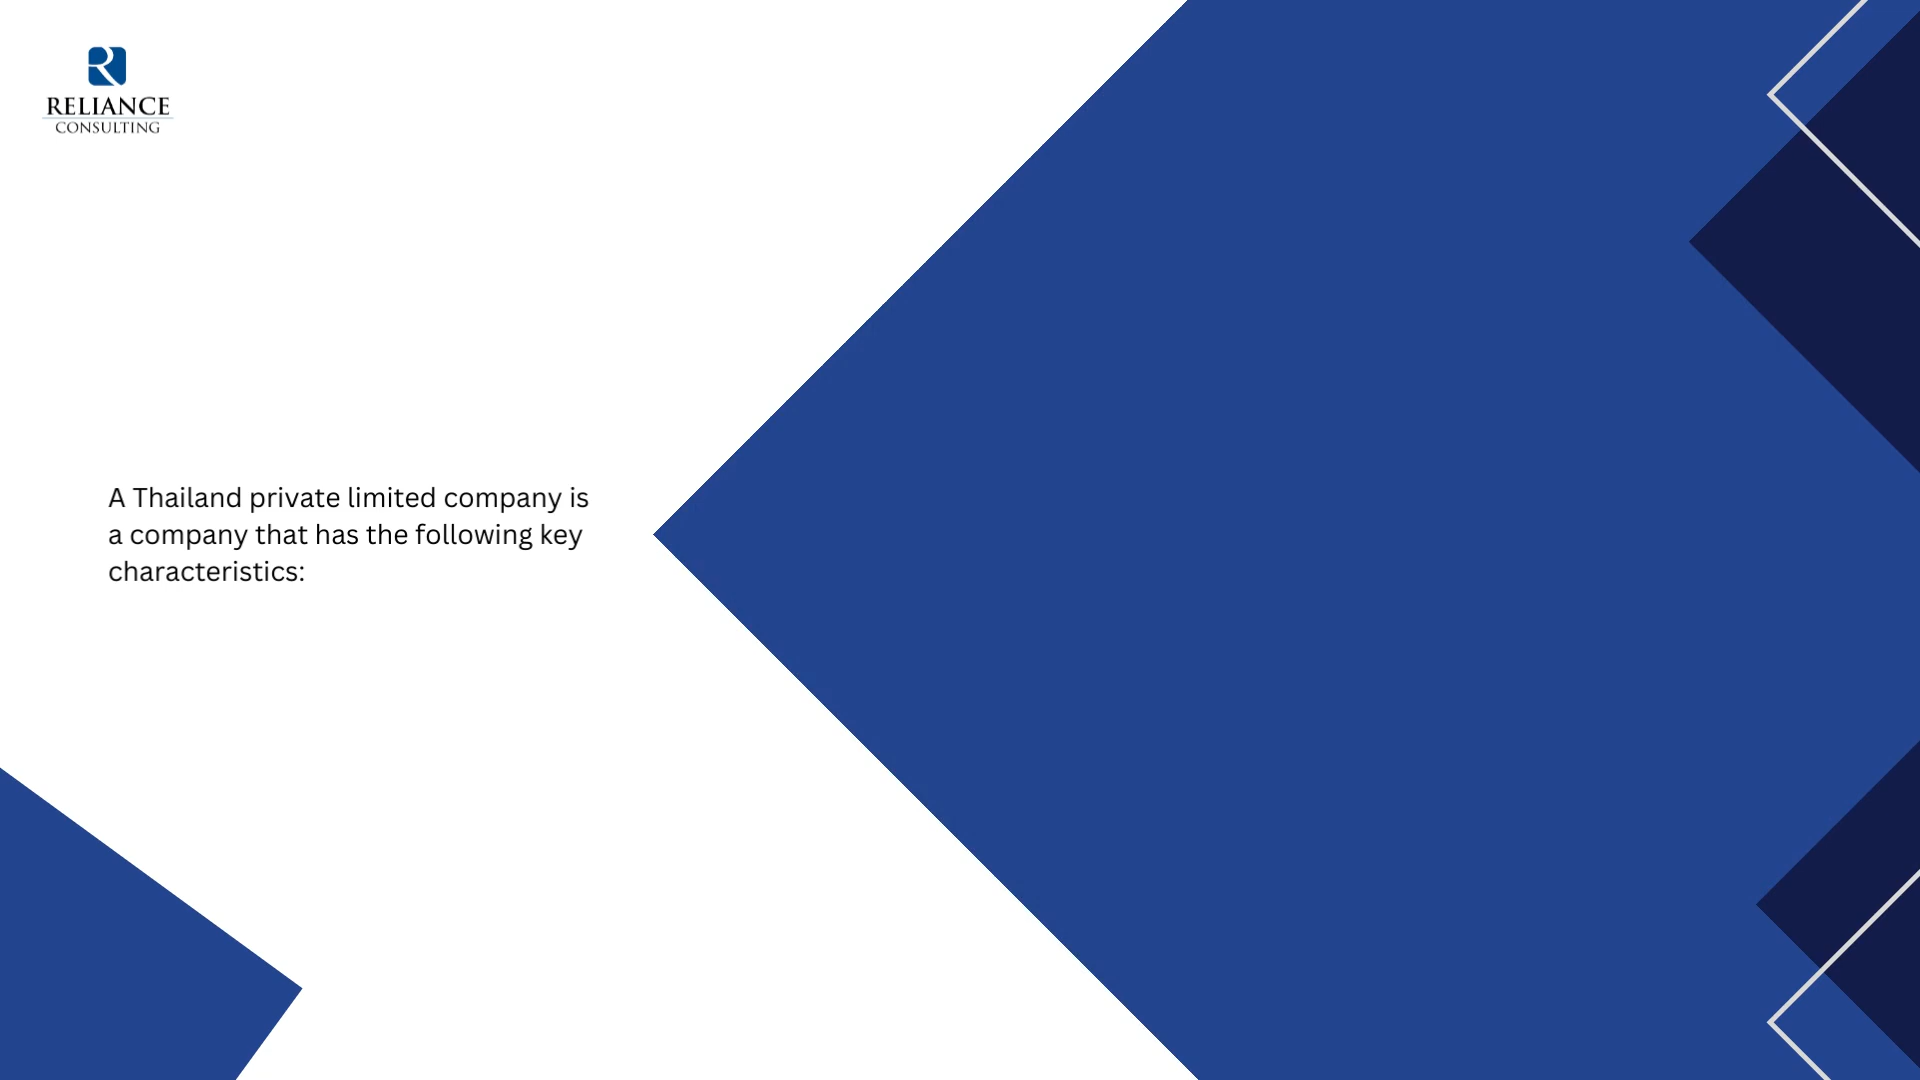 RELIANCE
CONSULTING
A Thailand private limited company is
a company that has the following key
characteristics: